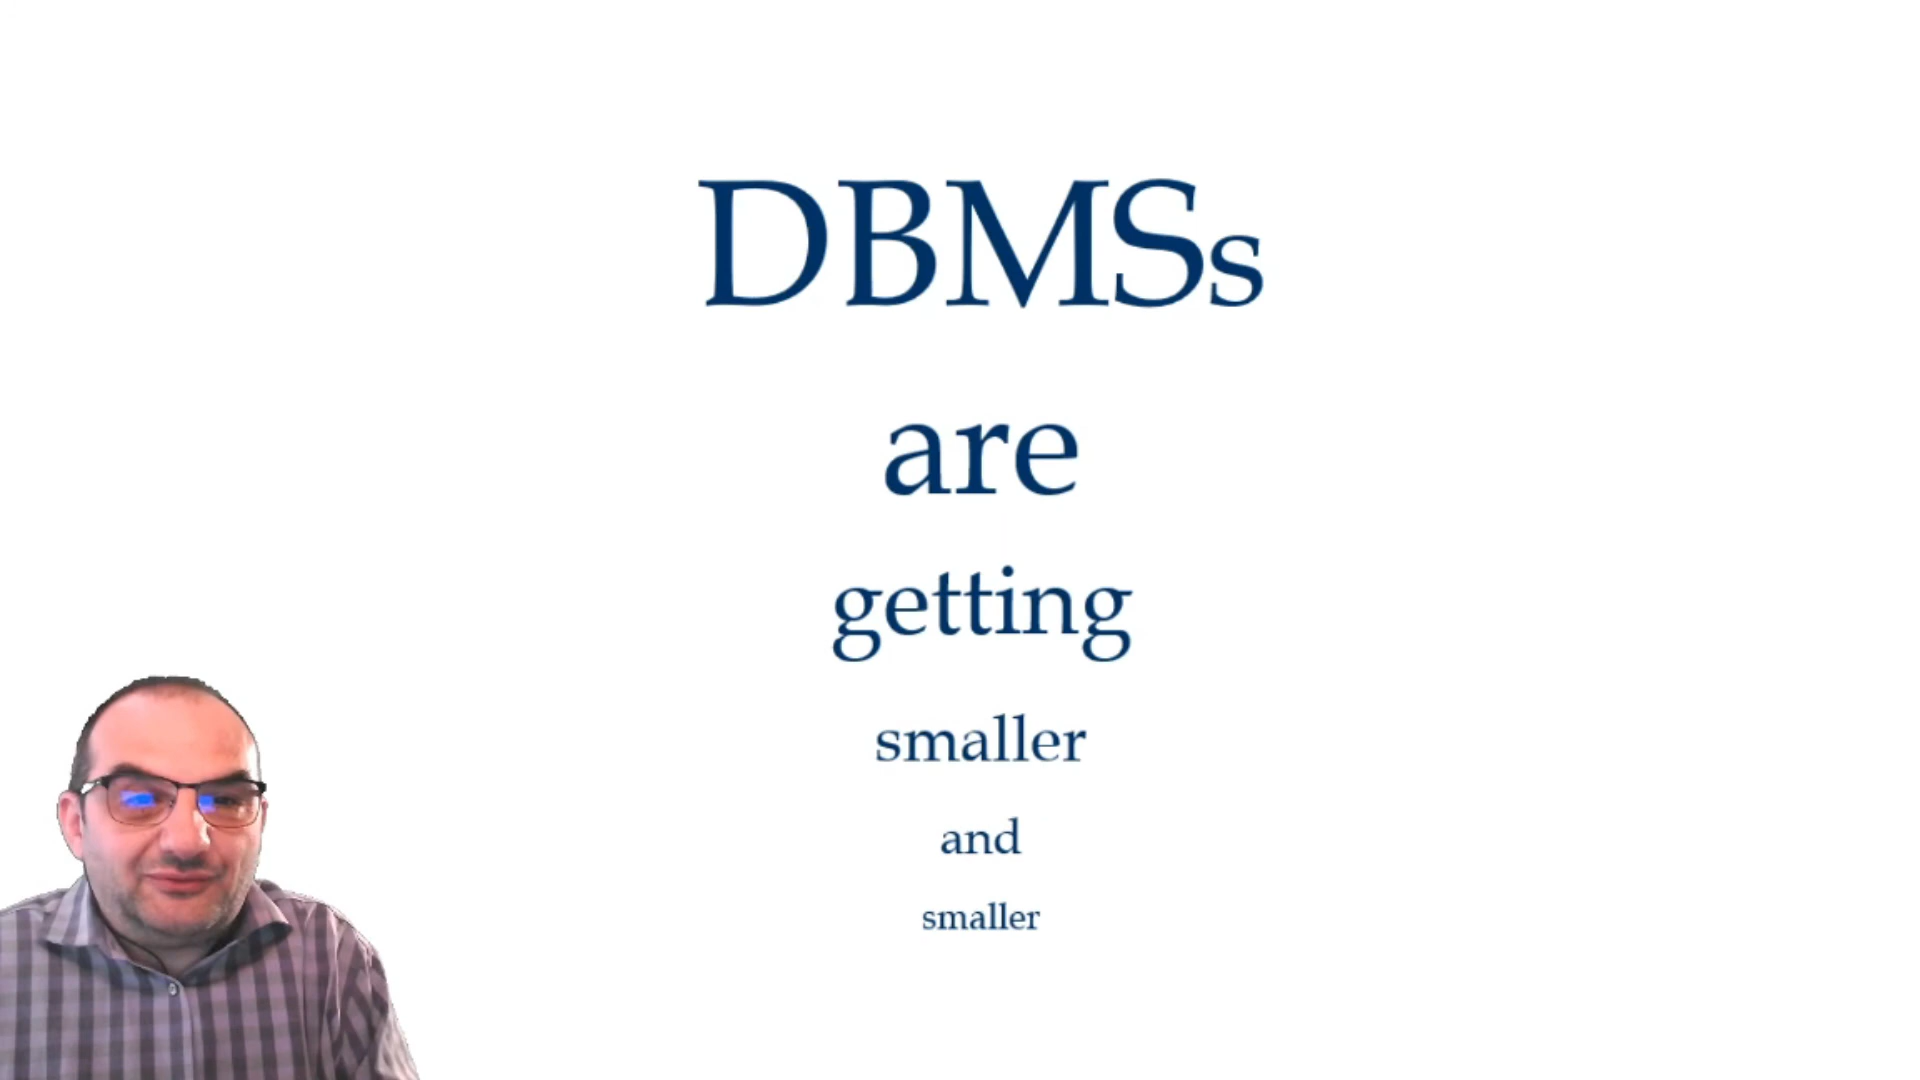 DBMSs
are
getting
smaller
and
smaller